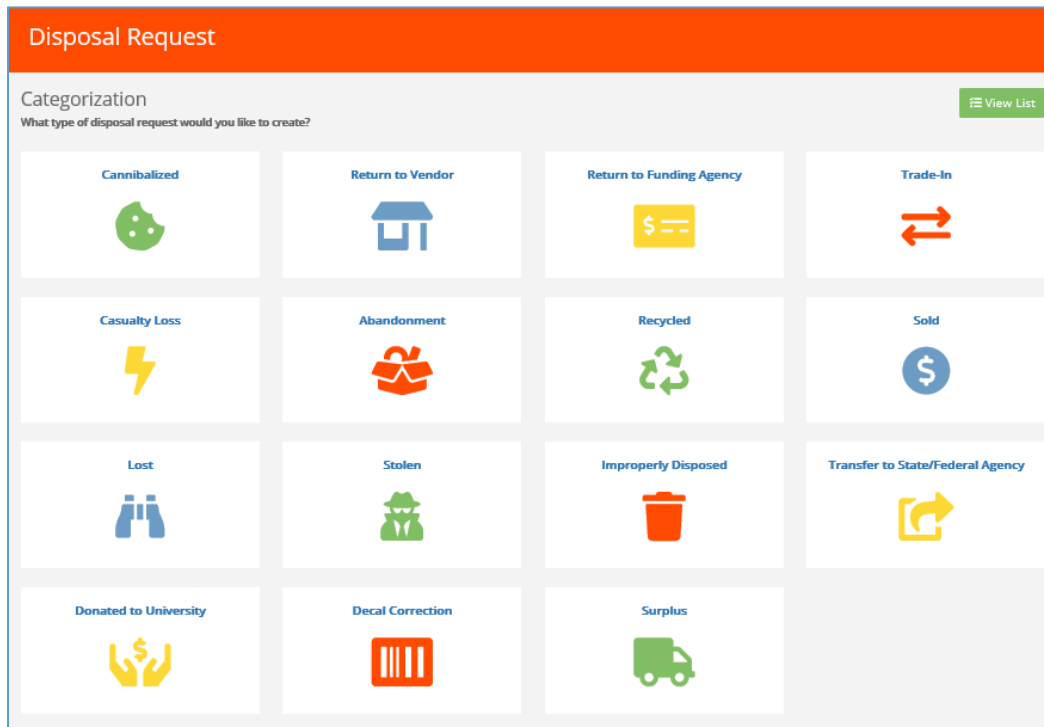 Disposal Request
Categorization
View List
What type of disposal request would you like to create?
Cannibalized
Return to Vendor
Return to Funding Agency
Trade-In
Casualty Loss
Abandonment
Recycled
Sold
Lost
Stolen
Improperly Disposed
Transfer to State/Federal Agency
Donated to University
Decal Correction
Surplus